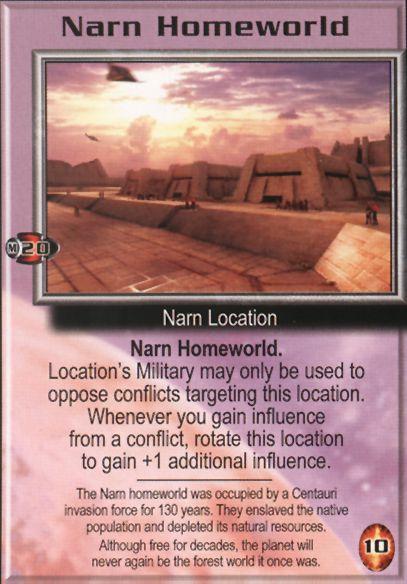 Narn Homeworld
M 20
Narn Location
Narn Homeworld.
Location's Military may only be used to
oppose conflicts targeting this location.
Whenever you gain influence
from a conflict, rotate this location
to gain +1 additional influence.
The Narn homeworld was occupied by a Centauri
invasion force for 130 years. They enslaved the native
population and depleted its natural resources.
Although free for decades, the planet will
never again be the forest world it once was.
10